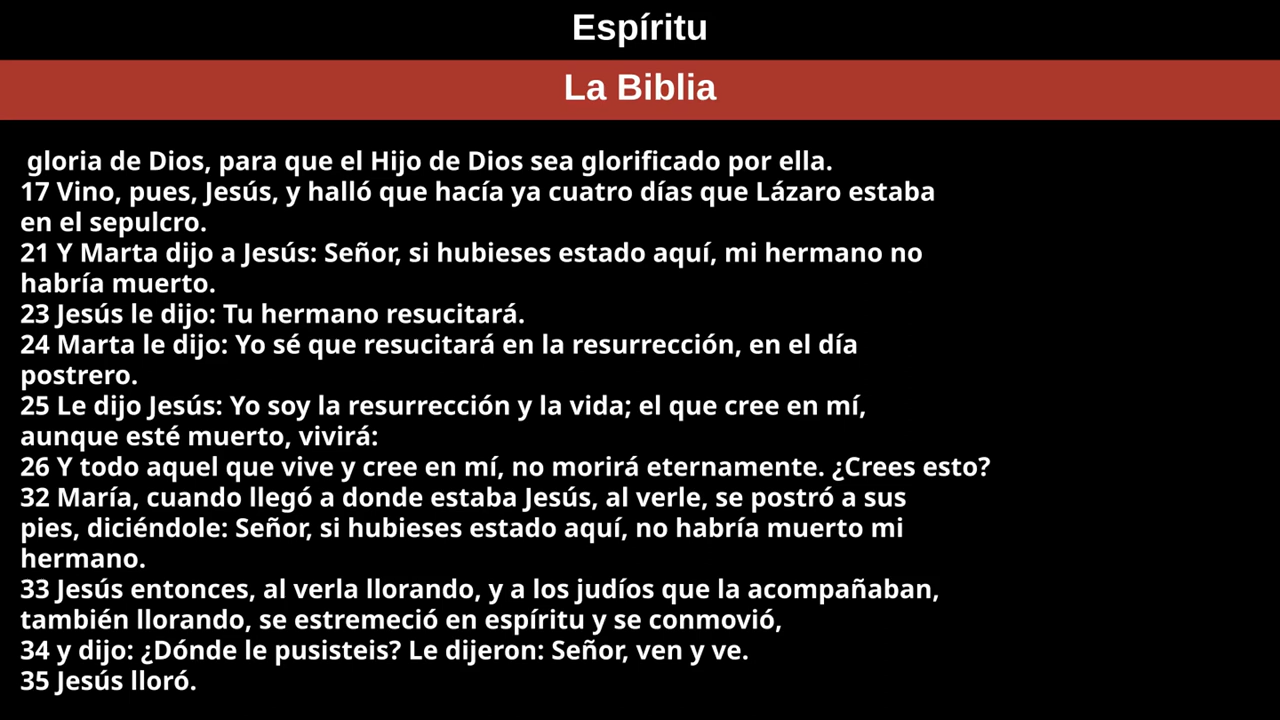 Espíritu
La Biblia
gloria de Dios, para que el Hijo de Dios sea glorificado por ella.
17 Vino, pues, Jesús, y halló que hacía ya cuatro días que Lázaro estaba
en el sepulcro.
21 Y Marta dijo a Jesús: Señor, si hubieses estado aquí, mi hermano no
habría muerto.
23 Jesús le dijo: Tu hermano resucitará.
24 Marta le dijo: Yo sé que resucitará en la resurrección, en el día
postrero.
25 Le dijo Jesús: Yo soy la resurrección y la vida; el que cree en mí,
aunque esté muerto, vivirá:
26 Y todo aquel que vive y cree en mí, no morirá eternamente. ¿Crees esto?
32 María, cuando llegó a donde estaba Jesús, al verle, se postró a sus
pies, diciéndole: Señor, si hubieses estado aquí, no habría muerto mi
hermano.
33 Jesús entonces, al verla llorando, y a los judíos que la acompañaban,
también llorando, se estremeció en espíritu y se conmovió,
34 y dijo: ¿Dónde le pusisteis? Le dijeron: Señor, ven y ve.
35 Jesús lloró.